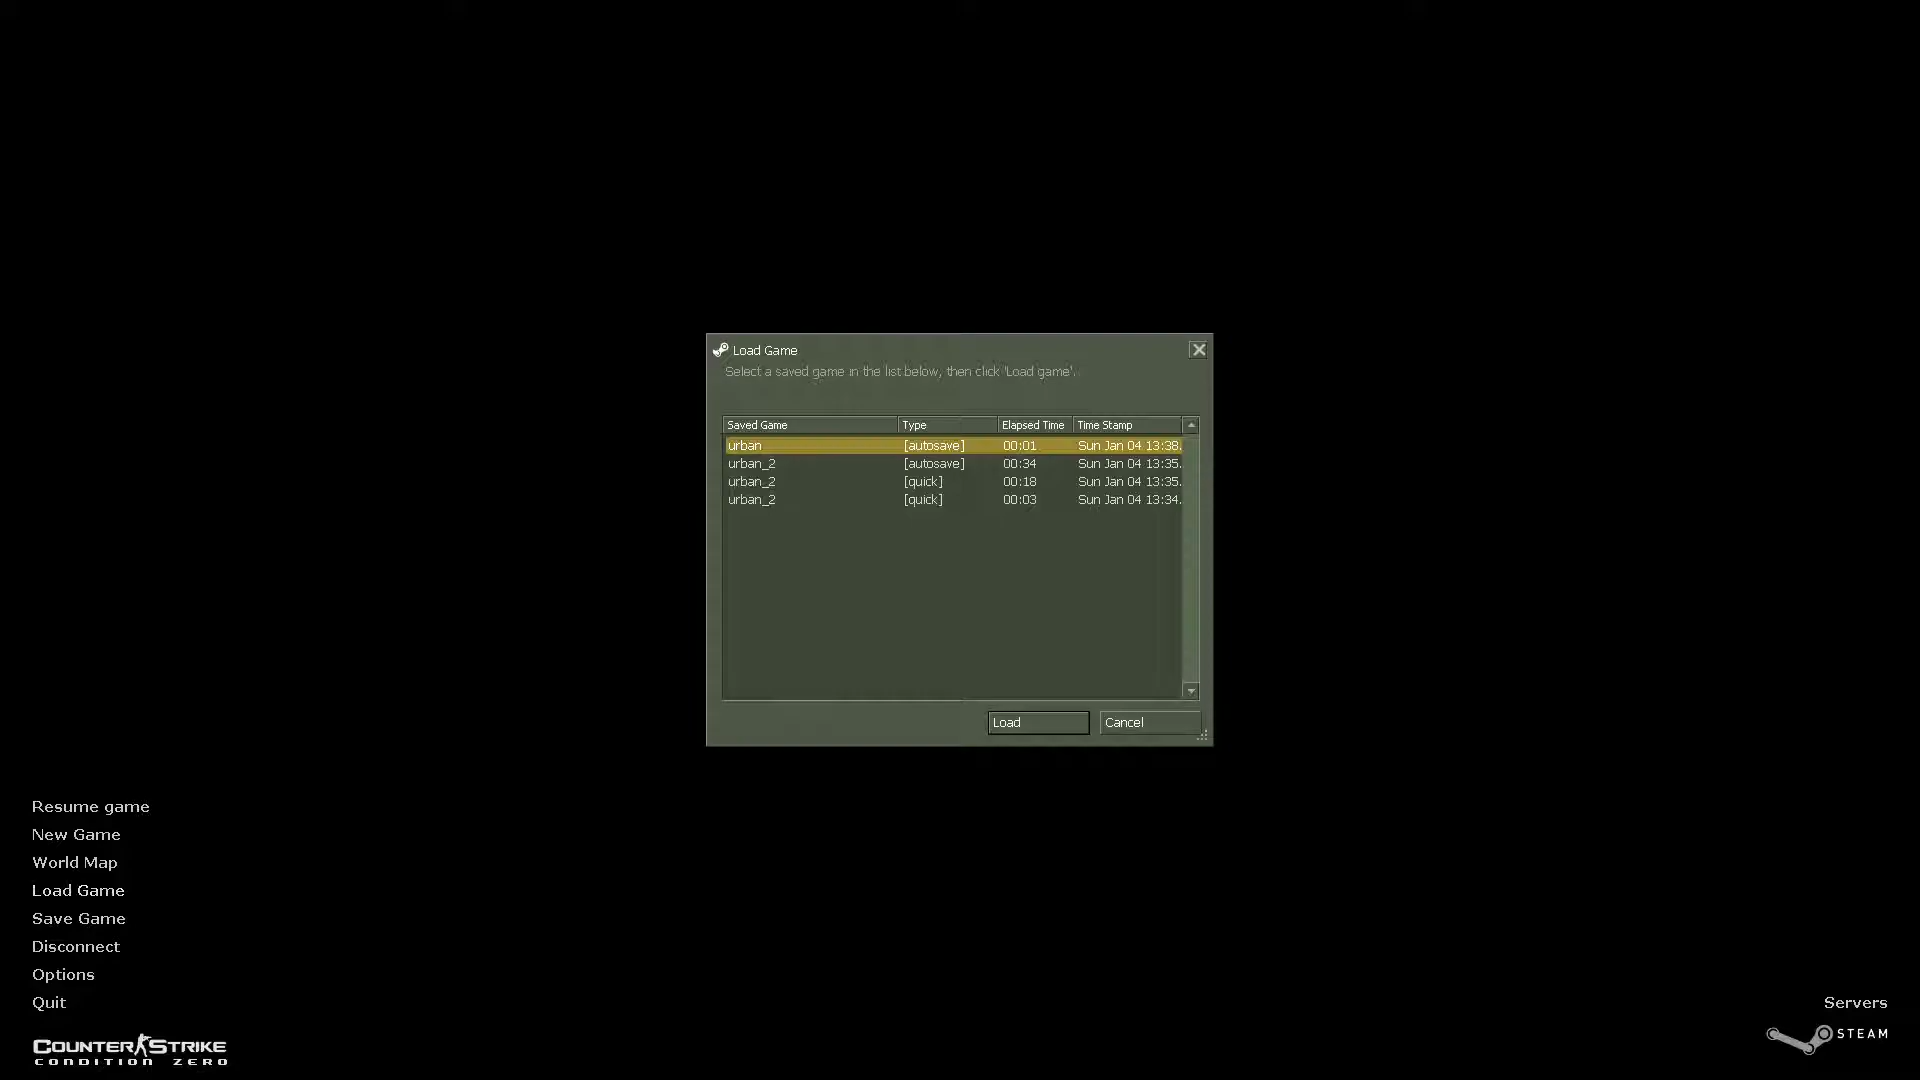 Load Game
Select a saved game in the list below, then click 'Load game'.
Saved Game Type Elapsed Time Time Stamp
urban [autosave] 00:01 Sun Jan 04 13:38.
urban_2 [autosave] 00:34 Sun Jan 04 13:35.
urban_2 [quick] 00:18 Sun Jan 04 13:35.
urban_2 [quick] 00:03 Sun Jan 04 13:34.
Load Cancel
Resume game
New Game
World Map
Load Game
Save Game
Disconnect
Options
Quit
Servers
COUNTER STRIKE
CONDITION ZERO
STEAM